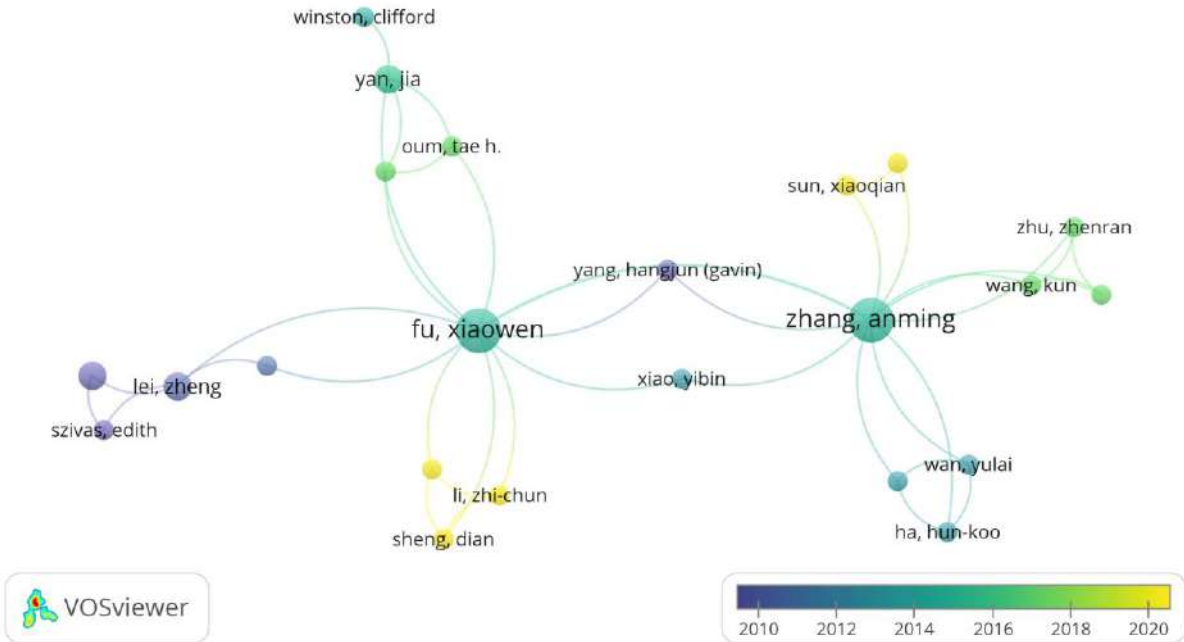 winston, clifford
yan, jia
oum, tae h.
sun, xiaoqian
zhu, zhenran
yang, hangjun (gavin)
wang, kun
fu, xiaowen
zhang, anming
lei, zheng
xiao, yibin
szivas, edith
li, zhi-chun
wan, yulai
sheng, dian
ha, hun-koo
VOSviewer
2010 2012 2014 2016 2018 2020